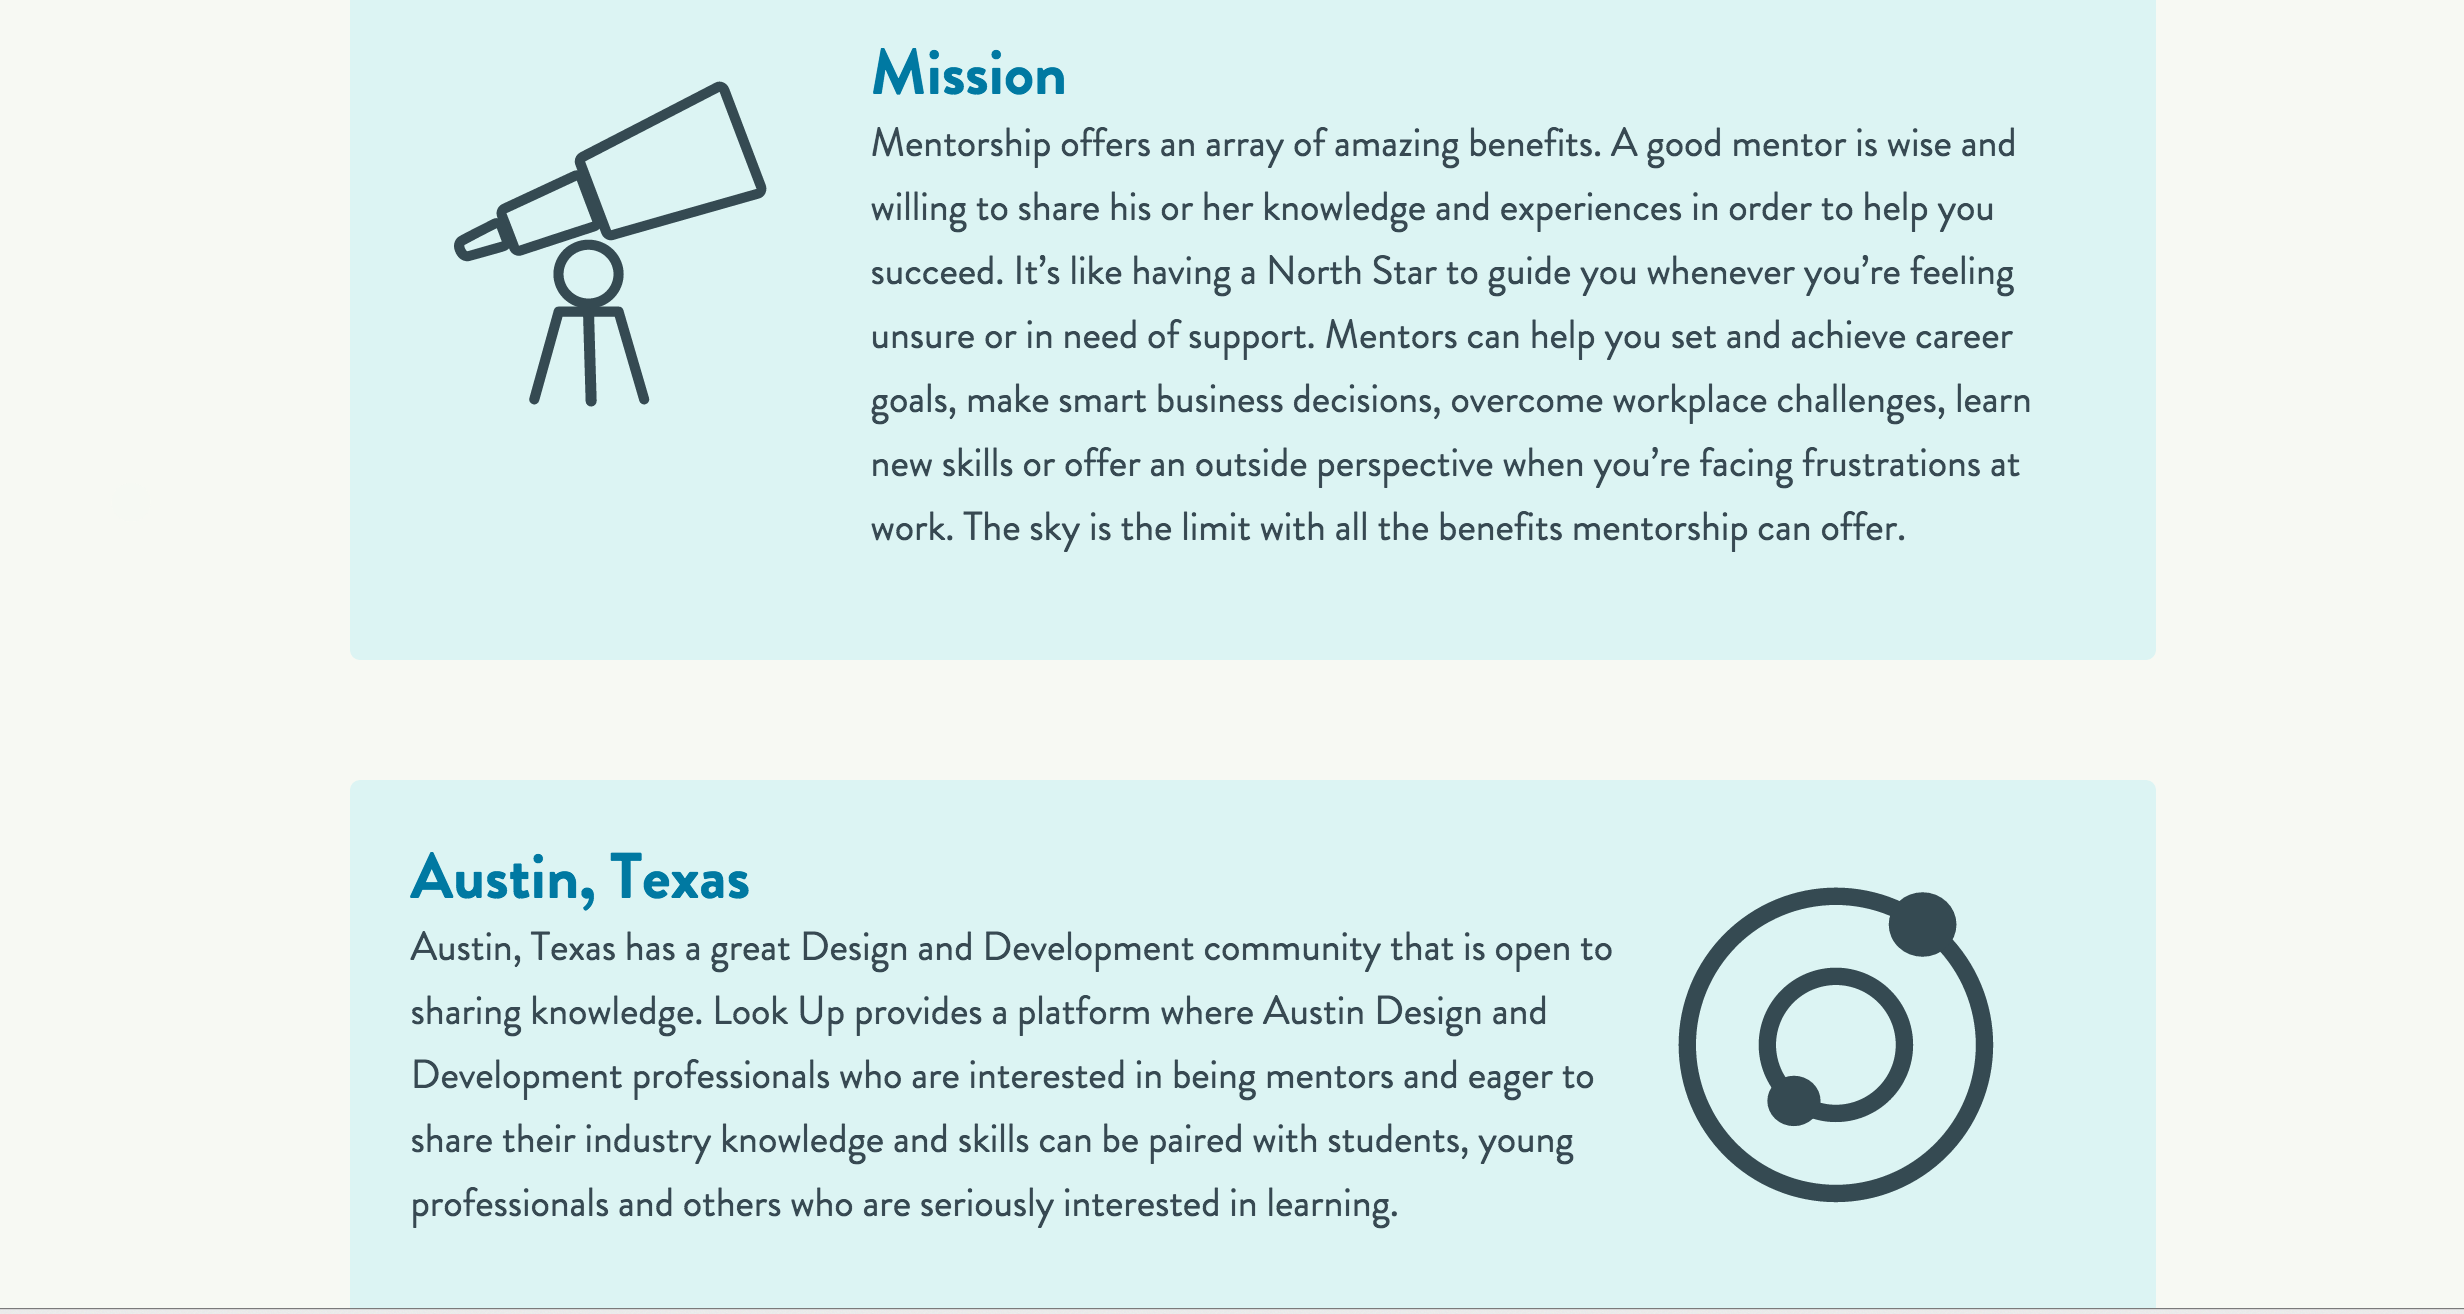 Mission
Mentorship offers an array of amazing benefits. A good mentor is wise and
willing to share his or her knowledge and experiences in order to help you
succeed. It’s like having a North Star to guide you whenever you’re feeling
unsure or in need of support. Mentors can help you set and achieve career
goals, make smart business decisions, overcome workplace challenges, learn
new skills or offer an outside perspective when you’re facing frustrations at
work. The sky is the limit with all the benefits mentorship can offer.
Austin, Texas
Austin, Texas has a great Design and Development community that is open to
sharing knowledge. Look Up provides a platform where Austin Design and
Development professionals who are interested in being mentors and eager to
share their industry knowledge and skills can be paired with students, young
professionals and others who are seriously interested in learning.